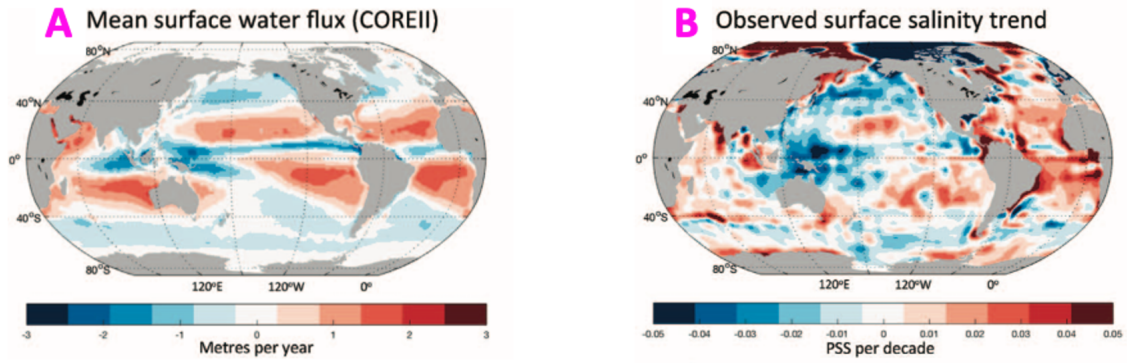 A Mean surface water flux (COREII)
80°N
40°N
0°
40°S
80°S
120°E 120°W 0°
-3 -2 -1 0 1 2 3
Metres per year
B Observed surface salinity trend
80°N
40°N
0°
40°S
80°S
120°E 120°W 0°
-0.05 -0.04 -0.02 -0.01 0 0.01 0.02 0.03 0.04 0.05
PSS per decade